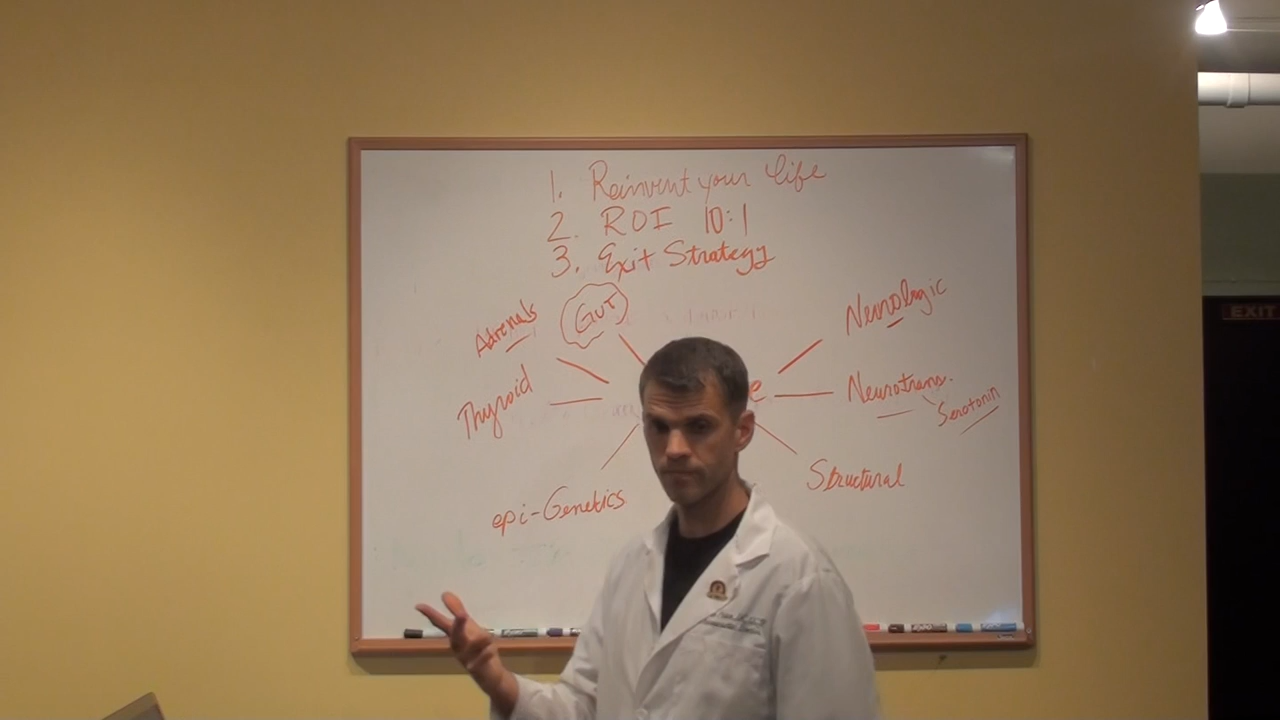 1. Reinvent your life
2. ROI 10:1
3. Exit Strategy
Adrenals
Gut
Neurologic
Thyroid
e
Neurotrans.
Serotonin
Structural
epi-Genetics
EXIT